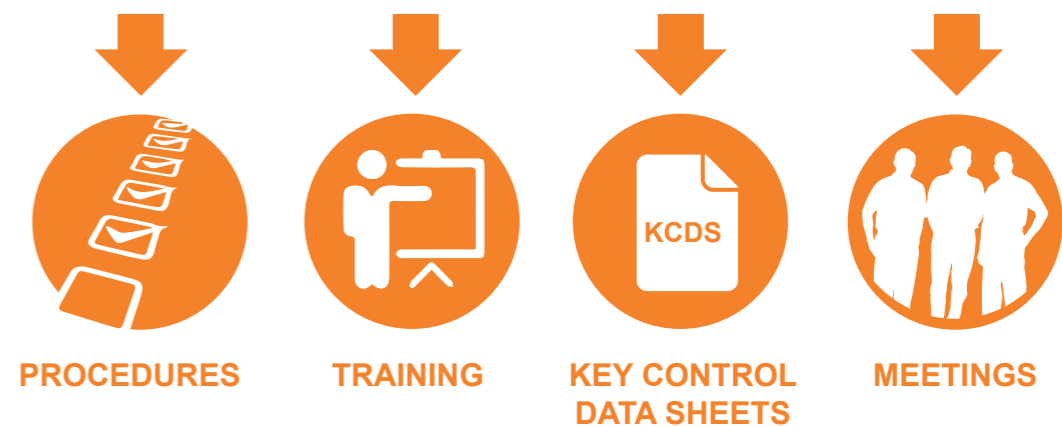 KCDS
PROCEDURES
TRAINING
KEY CONTROL
DATA SHEETS
MEETINGS